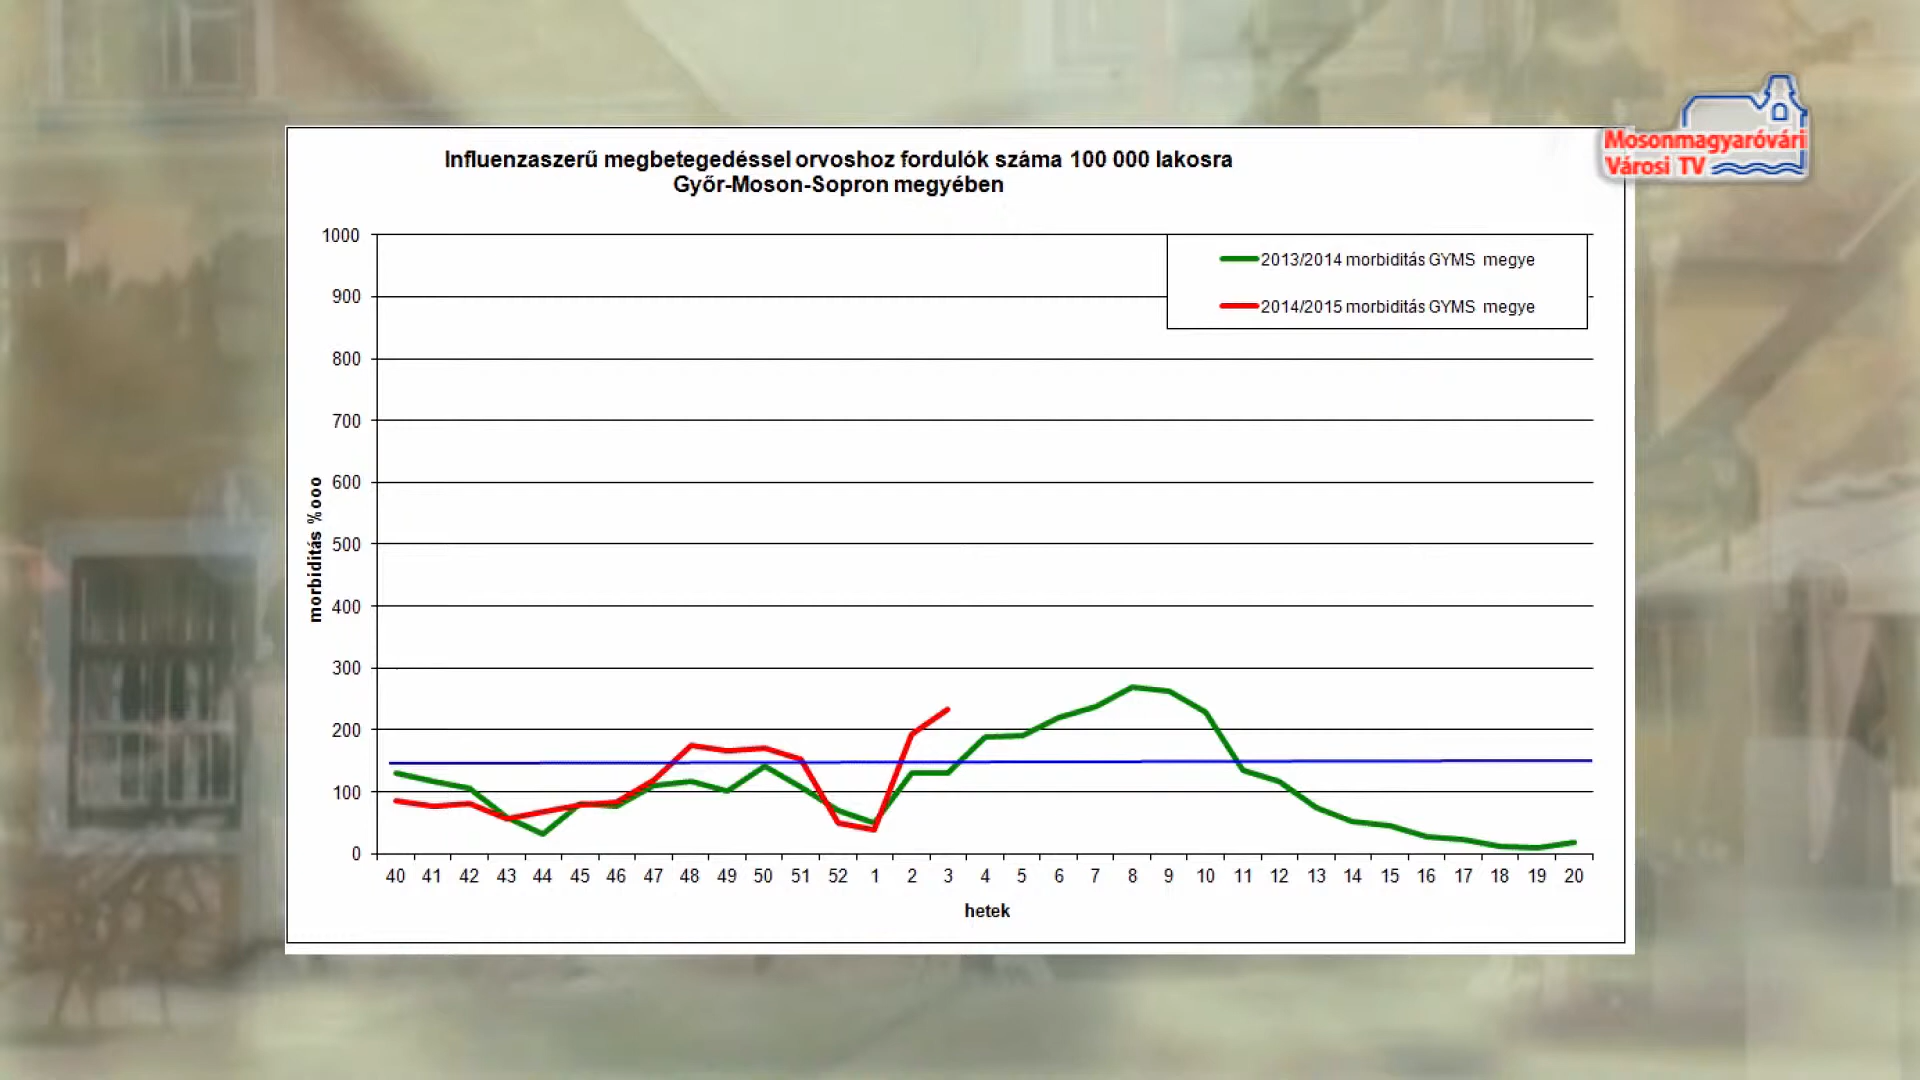 Mosonmagyaróvári
Városi TV
Influenzaszerű megbetegedéssel orvoshoz fordulók száma 100 000 lakosra
Győr-Moson-Sopron megyében
2013/2014 morbiditás GYMS megye
2014/2015 morbiditás GYMS megye
morbiditás %ooo
1000
900
800
700
600
500
400
300
200
100
0
40 41 42 43 44 45 46 47 48 49 50 51 52 1 2 3 4 5 6 7 8 9 10 11 12 13 14 15 16 17 18 19 20
hetek